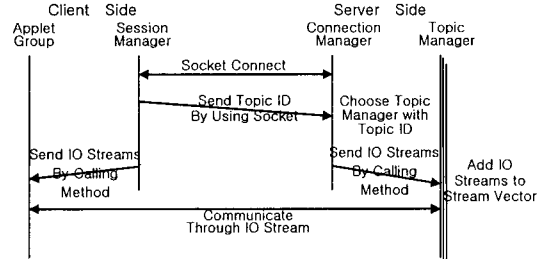 Client Side
Server Side
Applet
Group
Session
Manager
Connection
Manager
Topic
Manager
Socket Connect
Send Topic ID
By Using Socket
Choose Topic
Manager with
Topic ID
Send IO Streams
By Calling
Method
Send IO Streams
By Calling
Method
Add IO
Streams to
Stream Vector
Communicate
Through IO Stream